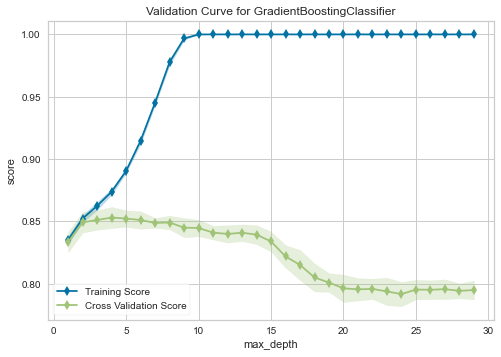 Validation Curve for GradientBoostingClassifier
1.00
0.95
0.90
0.85
0.80
score
Training Score
Cross Validation Score
0 5 10 15 20 25 30
max_depth